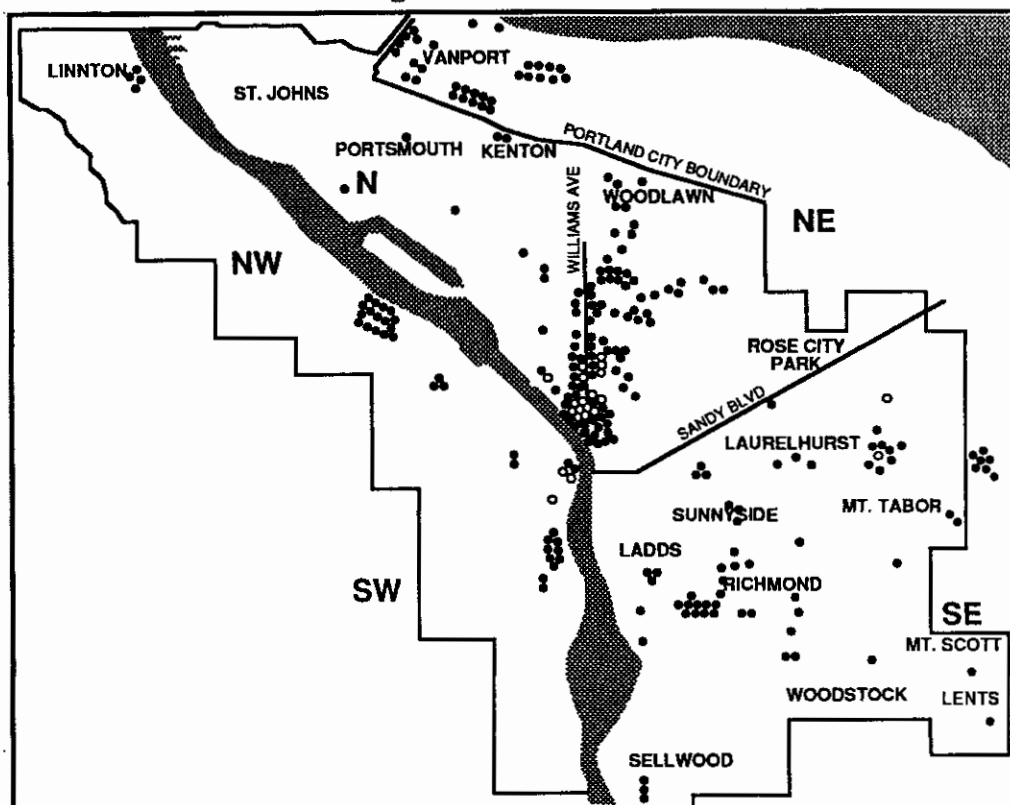 VANPORT
LINNTON
ST. JOHNS
PORTSMOUTH
KENTON
PORTLAND CITY BOUNDARY
N
WOODLAWN
WILLIAMS AVE
NE
NW
ROSE CITY
PARK
SANDY BLVD
LAURELHURST
MT. TABOR
SUNNYSIDE
LADDS
RICHMOND
SW
SE
MT. SCOTT
WOODSTOCK
LENTS
SELLWOOD